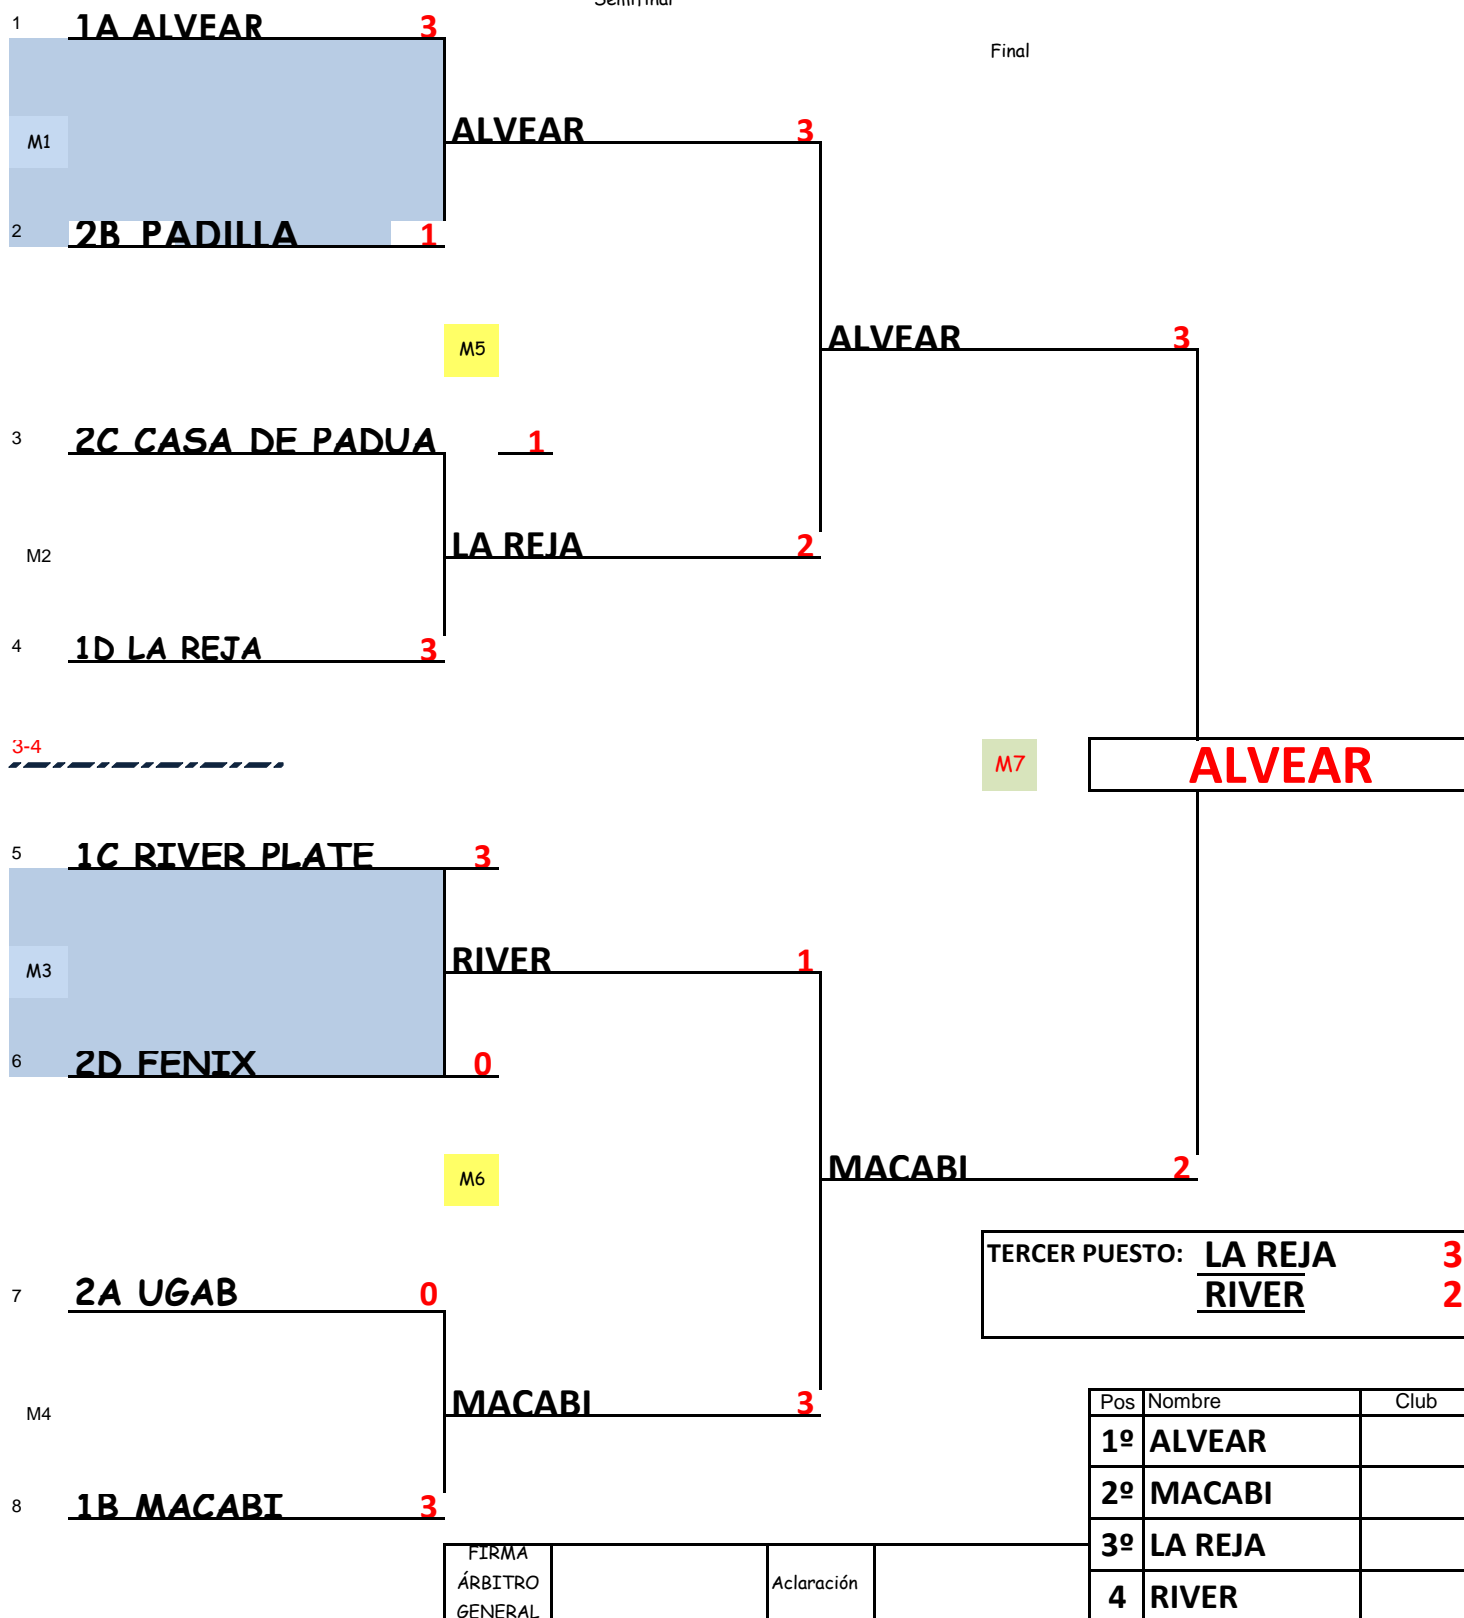 Semifinal
1 1A ALVEAR 3
Final
M1 ALVEAR 3
2 2B PADILLA 1
M5 ALVEAR 3
3 2C CASA DE PADUA 1
M2 LA REJA 2
4 1D LA REJA 3
3-4
M7 ALVEAR
5 1C RIVER PLATE 3
M3 RIVER 1
6 2D FENIX 0
M6 MACABI 2
TERCER PUESTO: LA REJA 3
RIVER 2
7 2A UGAB 0
M4 MACABI 3
8 1B MACABI 3
Pos Nombre Club
1º ALVEAR
2º MACABI
3º LA REJA
4 RIVER
FIRMA
ÁRBITRO
GENERAL
Aclaración